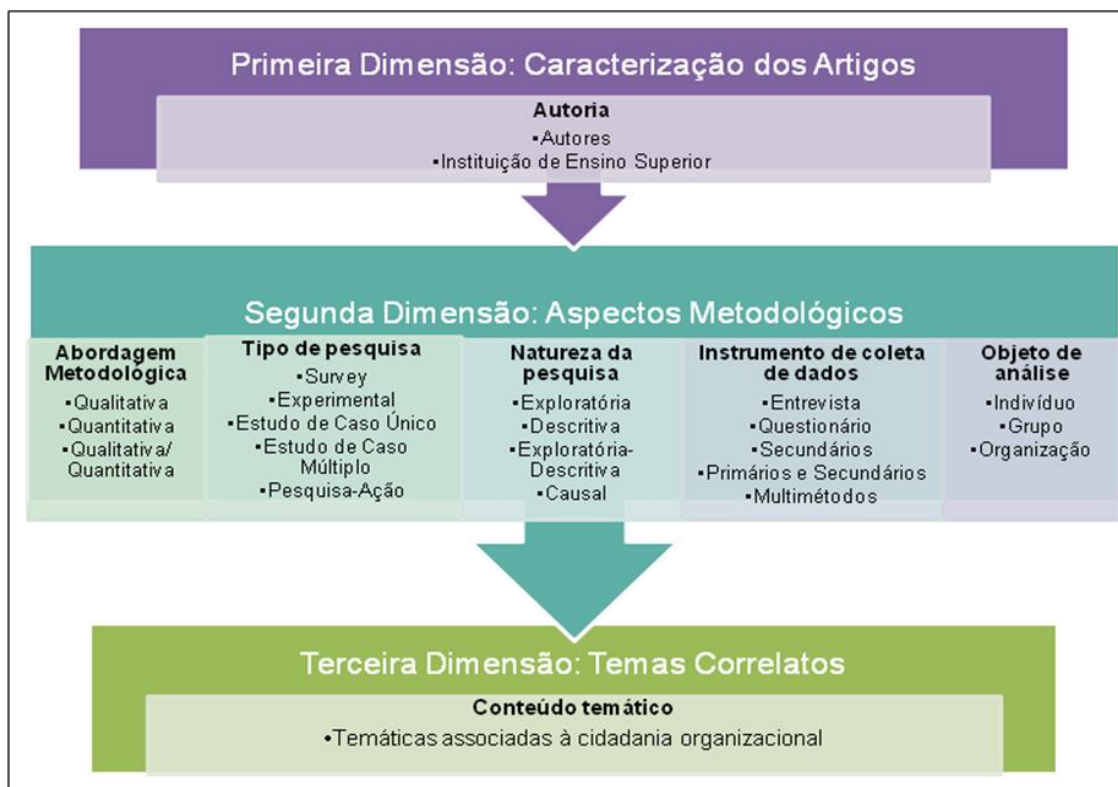 Primeira Dimensão: Caracterização dos Artigos
Autoria
▪Autores
▪Instituição de Ensino Superior
Segunda Dimensão: Aspectos Metodológicos
Abordagem
Metodológica
▪Qualitativa
▪Quantitativa
▪Qualitativa/
Quantitativa
Tipo de pesquisa
▪Survey
▪Experimental
▪Estudo de Caso Único
▪Estudo de Caso
Múltiplo
▪Pesquisa-Ação
Natureza da
pesquisa
▪Exploratória
▪Descritiva
▪Exploratória-
Descritiva
▪Causal
Instrumento de coleta
de dados
▪Entrevista
▪Questionário
▪Secundários
▪Primários e Secundários
▪Multimétodos
Objeto de
análise
▪Indivíduo
▪Grupo
▪Organização
Terceira Dimensão: Temas Correlatos
Conteúdo temático
▪Temáticas associadas à cidadania organizacional